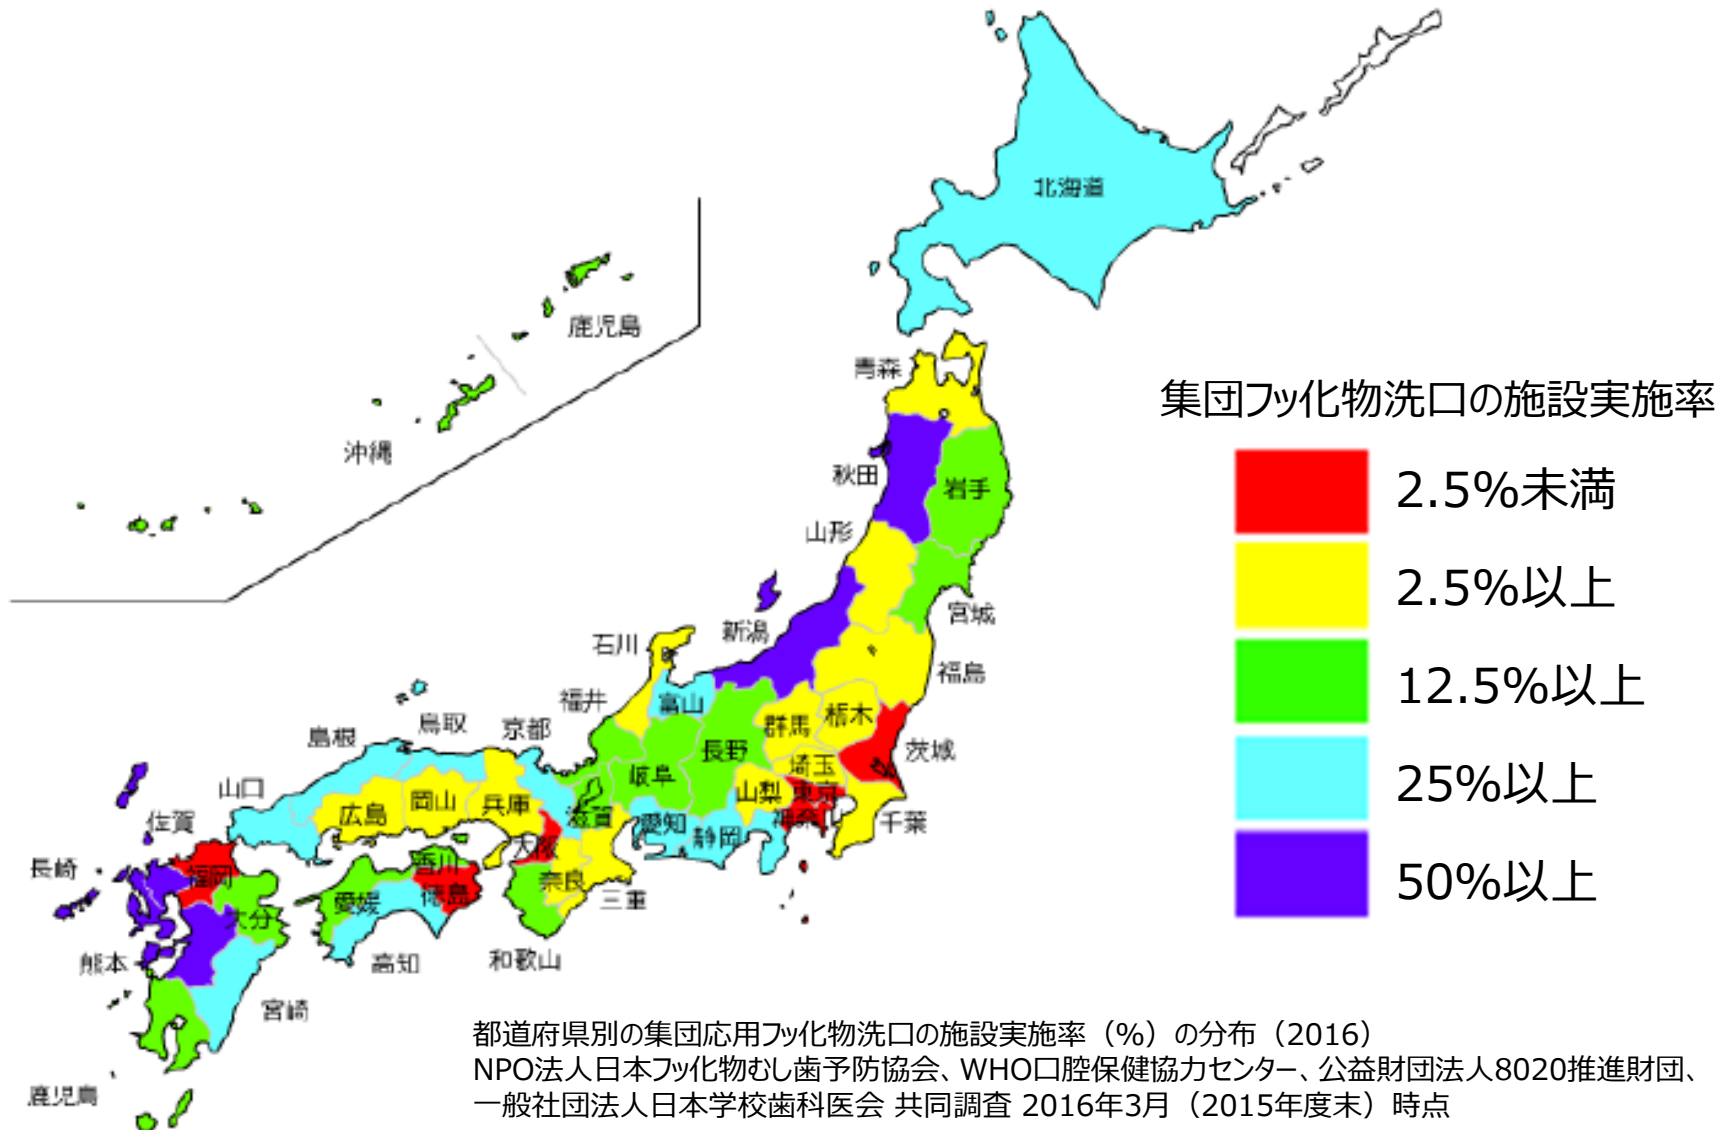 北海道
鹿児島
青森
集団フッ化物洗口の施設実施率
沖縄
秋田
岩手
2.5%未満
山形
2.5%以上
宮城
新潟
石川
福島
12.5%以上
福井
富山
栃木
群馬
鳥取
京都
島根
長野
茨城
埼玉
岐阜
山口
25%以上
山梨
東京
岡山
兵庫
広島
滋賀
愛知
佐賀
千葉
神奈川
静岡
大阪
長崎
香川
福岡
奈良
50%以上
徳島
三重
愛媛
大分
和歌山
熊本
高知
宮崎
都道府県別の集団応用フッ化物洗口の施設実施率（%）の分布（2016）
NPO法人日本フッ化物むし歯予防協会、WHO口腔保健協力センター、公益財団法人8020推進財団、
鹿児島
一般社団法人日本学校歯科医会 共同調査 2016年3月（2015年度末）時点